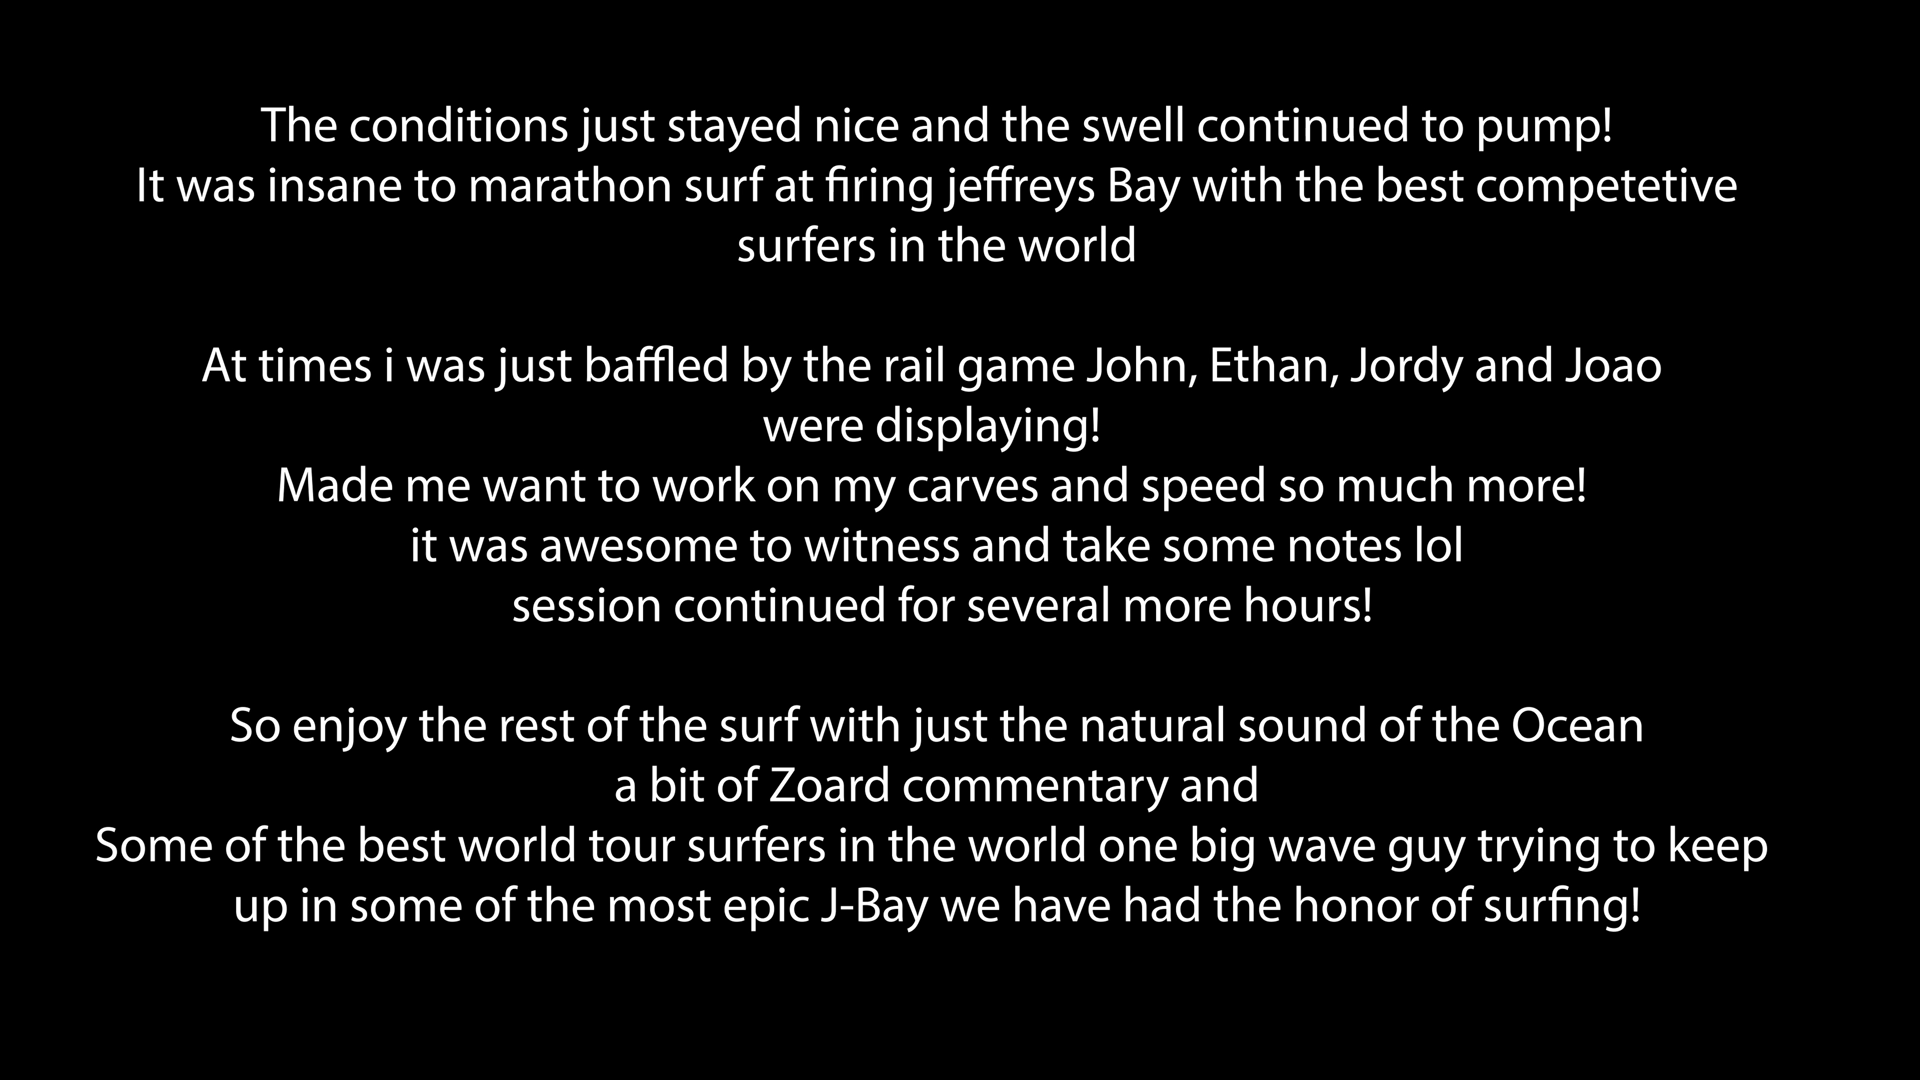 The conditions just stayed nice and the swell continued to pump!
It was insane to marathon surf at firing jeffreys Bay with the best competetive
surfers in the world
At times i was just baffled by the rail game John, Ethan, Jordy and Joao
were displaying!
Made me want to work on my carves and speed so much more!
it was awesome to witness and take some notes lol
session continued for several more hours!
So enjoy the rest of the surf with just the natural sound of the Ocean
a bit of Zoard commentary and
Some of the best world tour surfers in the world one big wave guy trying to keep
up in some of the most epic J-Bay we have had the honor of surfing!